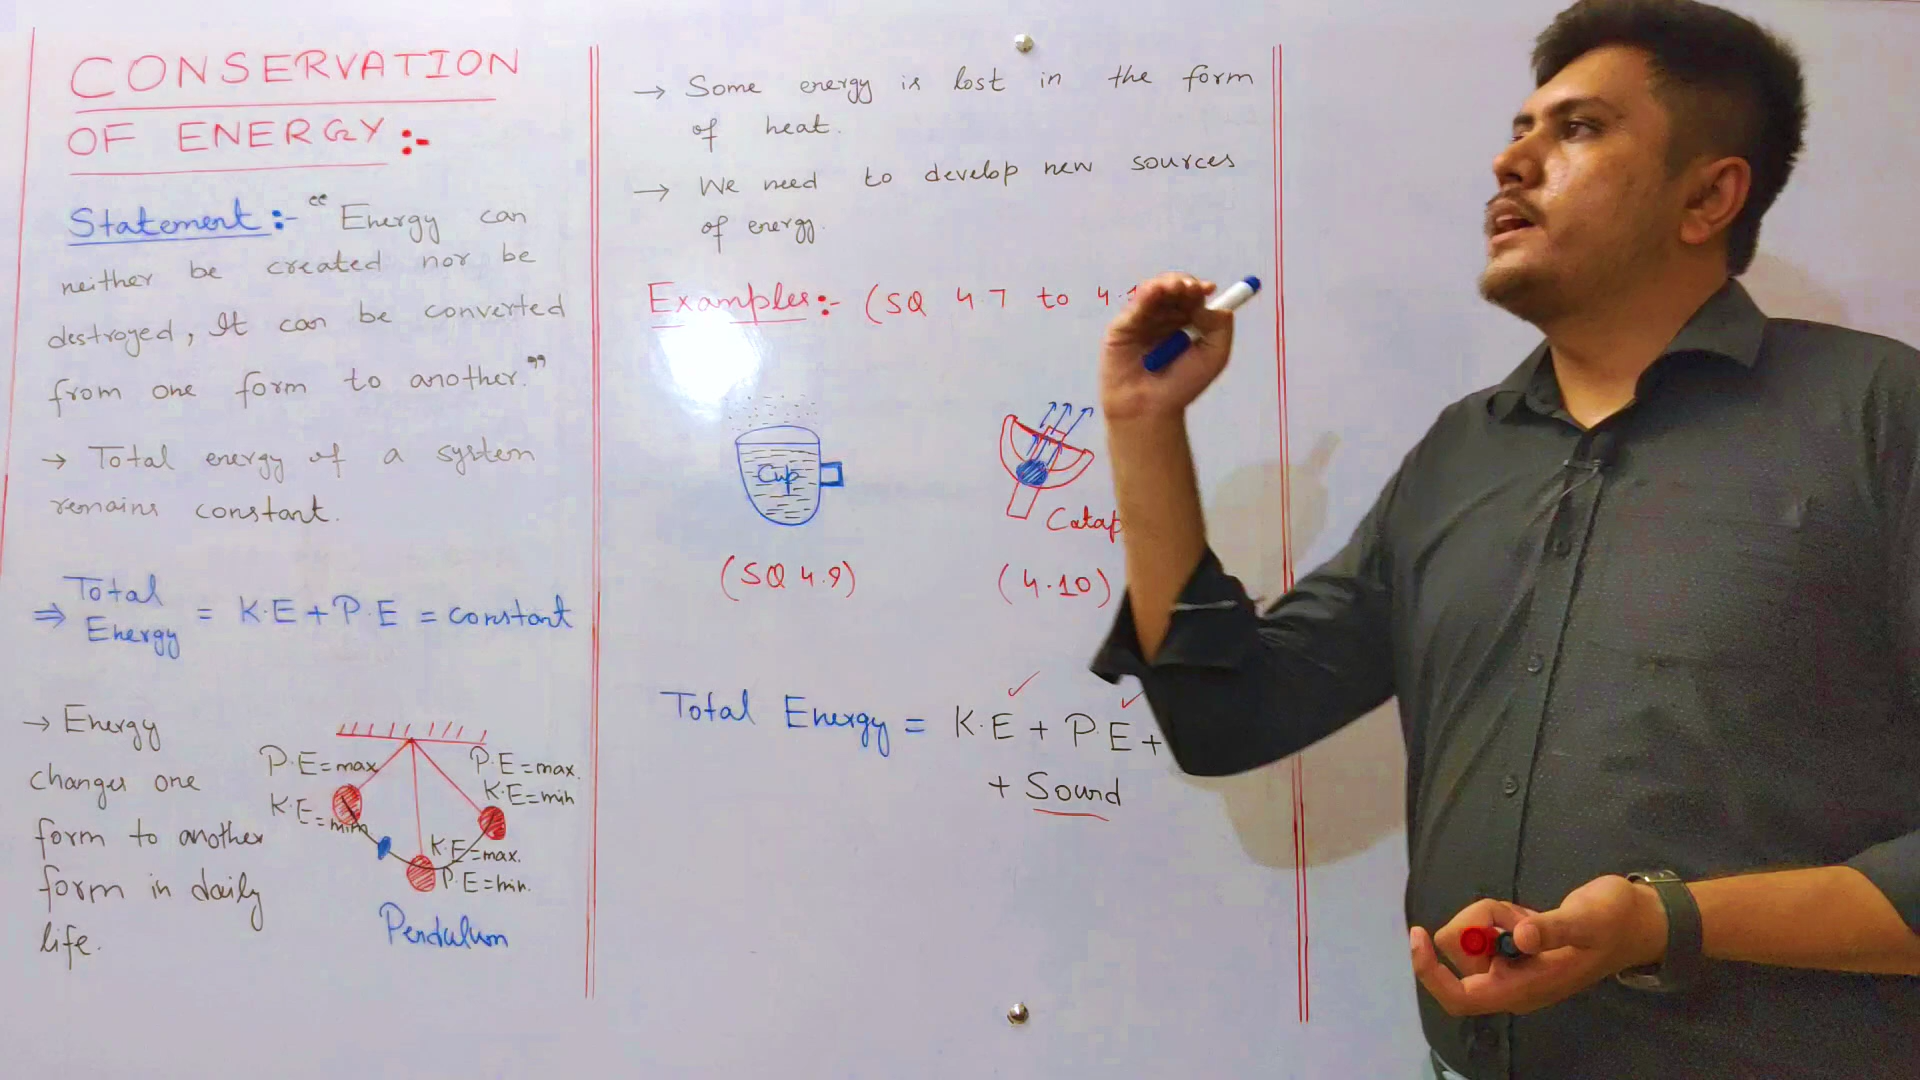 CONSERVATION
OF ENERGY :-
Statement :- “Energy can
neither be created nor be
destroyed, It can be converted
from one form to another.”
→ Total energy of a system
remains constant.
⇒ Total Energy = K.E + P.E = constant
→ Energy
changes one
form to another
form in daily
life.
P.E = max
K.E = min
P.E = max.
K.E = min
K.E = max.
P.E = min.
Pendulum
→ Some energy is lost in the form
of heat.
→ We need to develop new sources
of energy.
Examples :- (SQ 4.7 to
Cup
(SQ 4.9)
(4.10)
Total Energy = K.E + P.E +
+ Sound